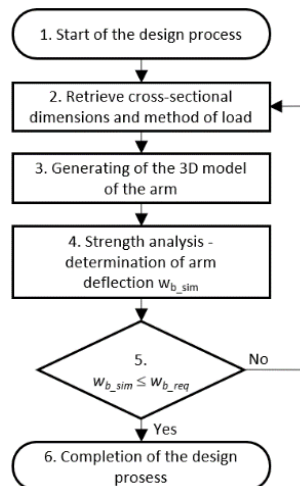 1. Start of the design process
2. Retrieve cross-sectional
dimensions and method of load
3. Generating of the 3D model
of the arm
4. Strength analysis -
determination of arm
deflection w_b_sim
5.
w_b_sim ≤ w_b_req
No
Yes
6. Completion of the design
prosess